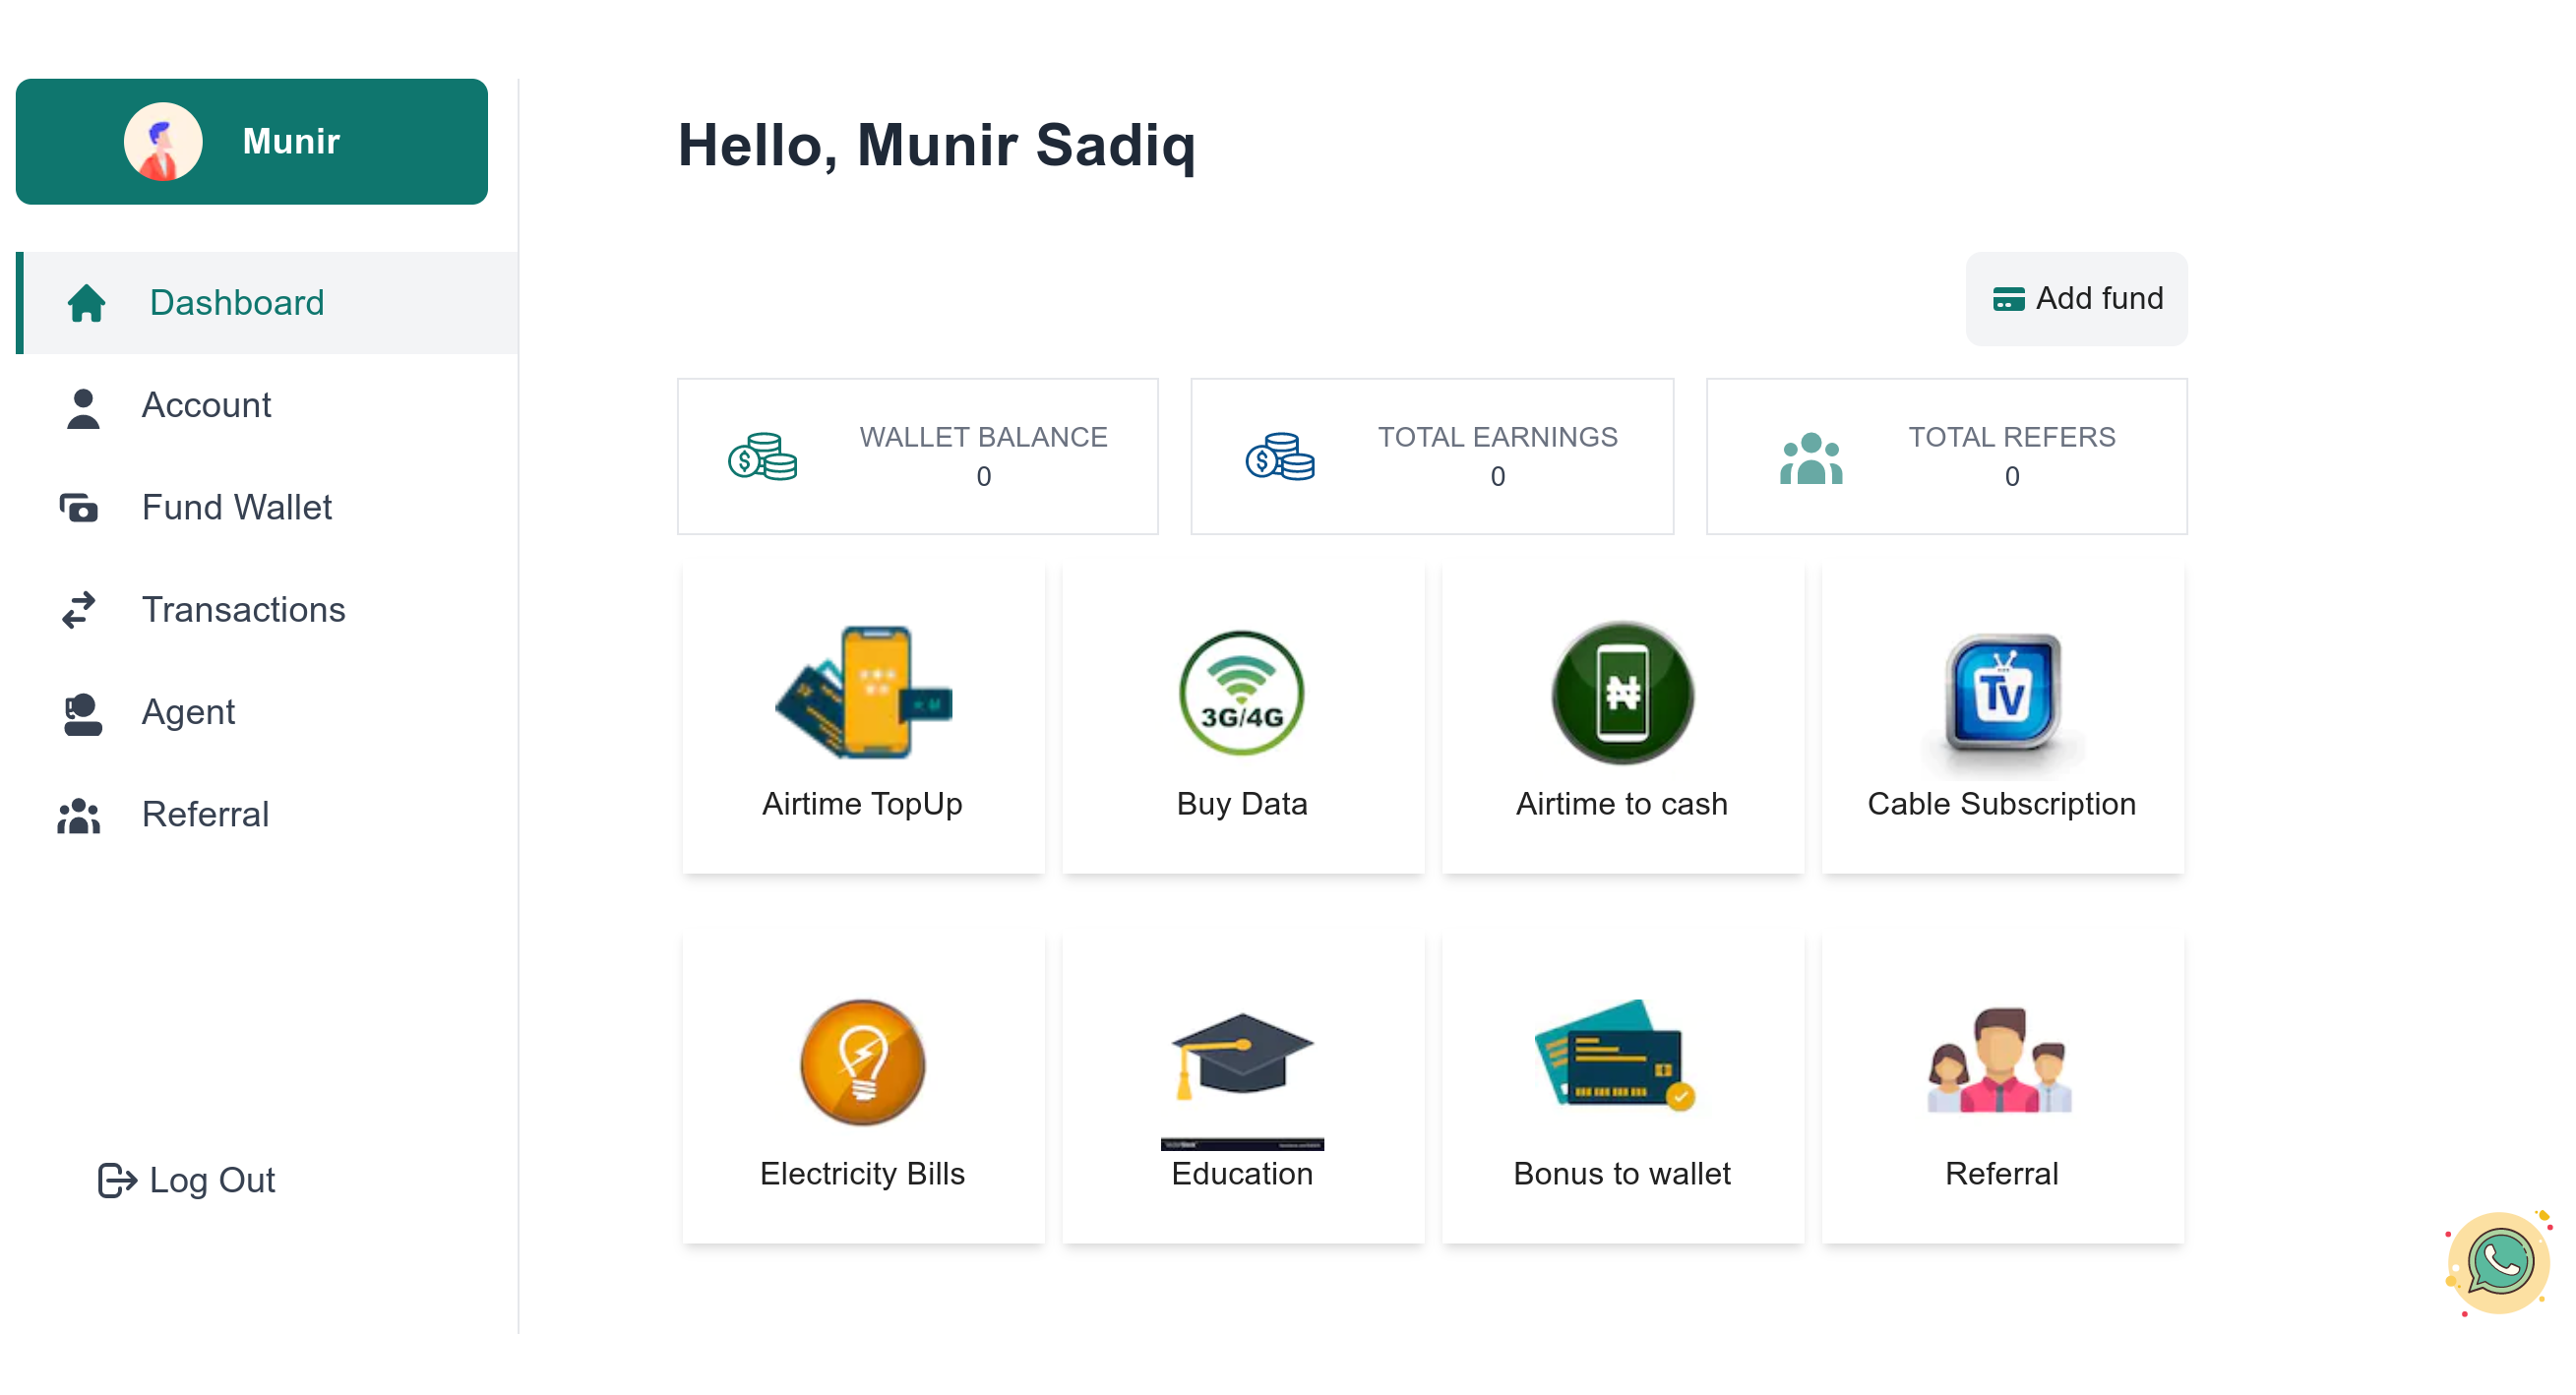 Munir
Dashboard
Account
Fund Wallet
Transactions
Agent
Referral
Log Out
Hello, Munir Sadiq
Add fund
WALLET BALANCE
0
TOTAL EARNINGS
0
TOTAL REFERS
0
3G/4G
TV
Airtime TopUp
Buy Data
Airtime to cash
Cable Subscription
Electricity Bills
Education
Bonus to wallet
Referral